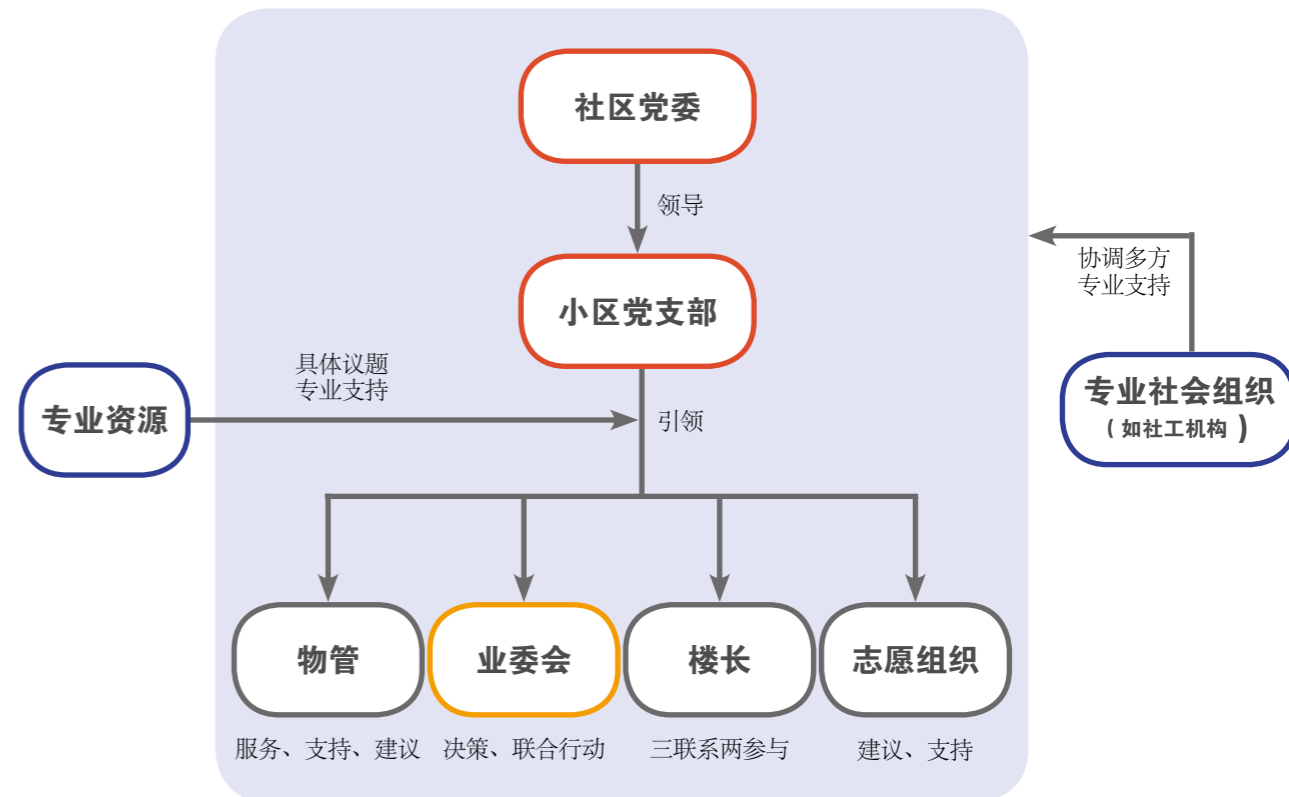 社区党委
领导
协调多方
专业支持
小区党支部
具体议题
专业支持
专业资源
引领
专业社会组织
(如社工机构)
物管
业委会
楼长
志愿组织
服务、支持、建议
决策、联合行动
三联系两参与
建议、支持